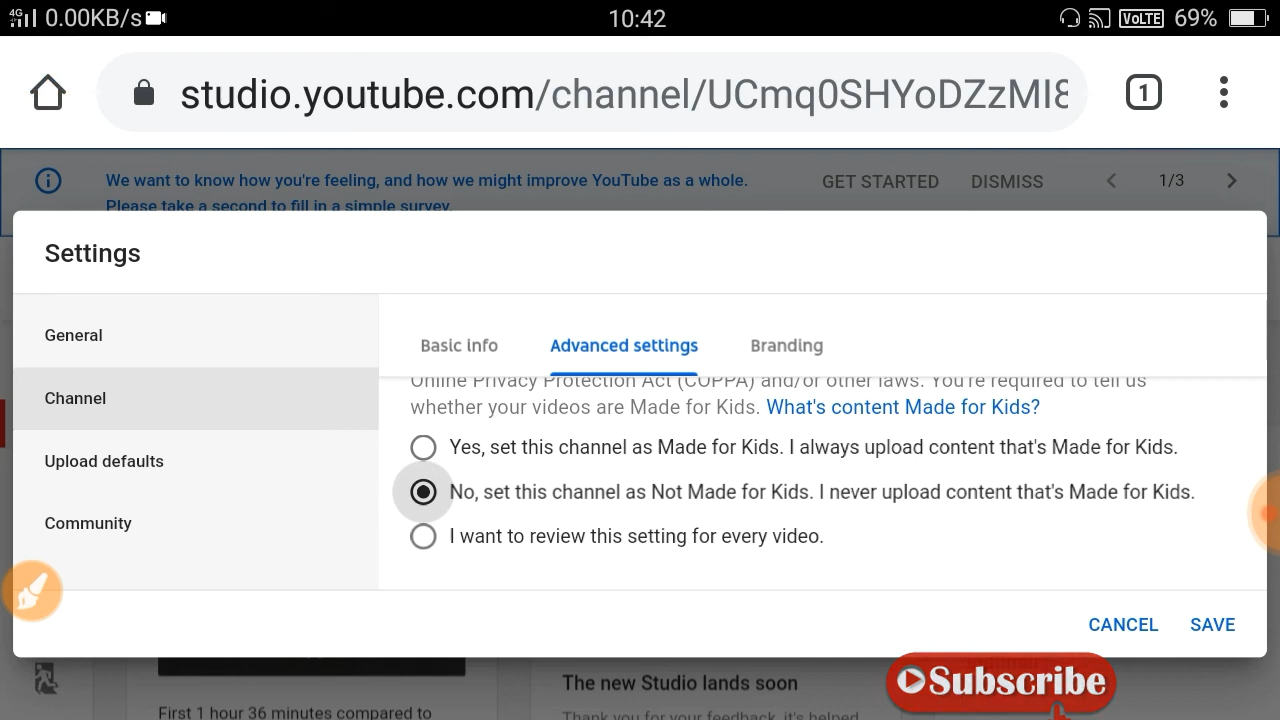 4G 0.00KB/s 10:42 VoLTE 69%
studio.youtube.com/channel/UCmq0SHYoDZzMI8 1
We want to know how you're feeling, and how we might improve YouTube as a whole. GET STARTED DISMISS 1/3
Please take a second to fill in a simple survey.
Settings
General
Channel
Upload defaults
Community
Basic info Advanced settings Branding
Online Privacy Protection Act (COPPA) and/or other laws. You're required to tell us
whether your videos are Made for Kids. What's content Made for Kids?
Yes, set this channel as Made for Kids. I always upload content that's Made for Kids.
No, set this channel as Not Made for Kids. I never upload content that's Made for Kids.
I want to review this setting for every video.
CANCEL SAVE
Subscribe
The new Studio lands soon
First 1 hour 36 minutes compared to
Thank you for your feedback, it's helped